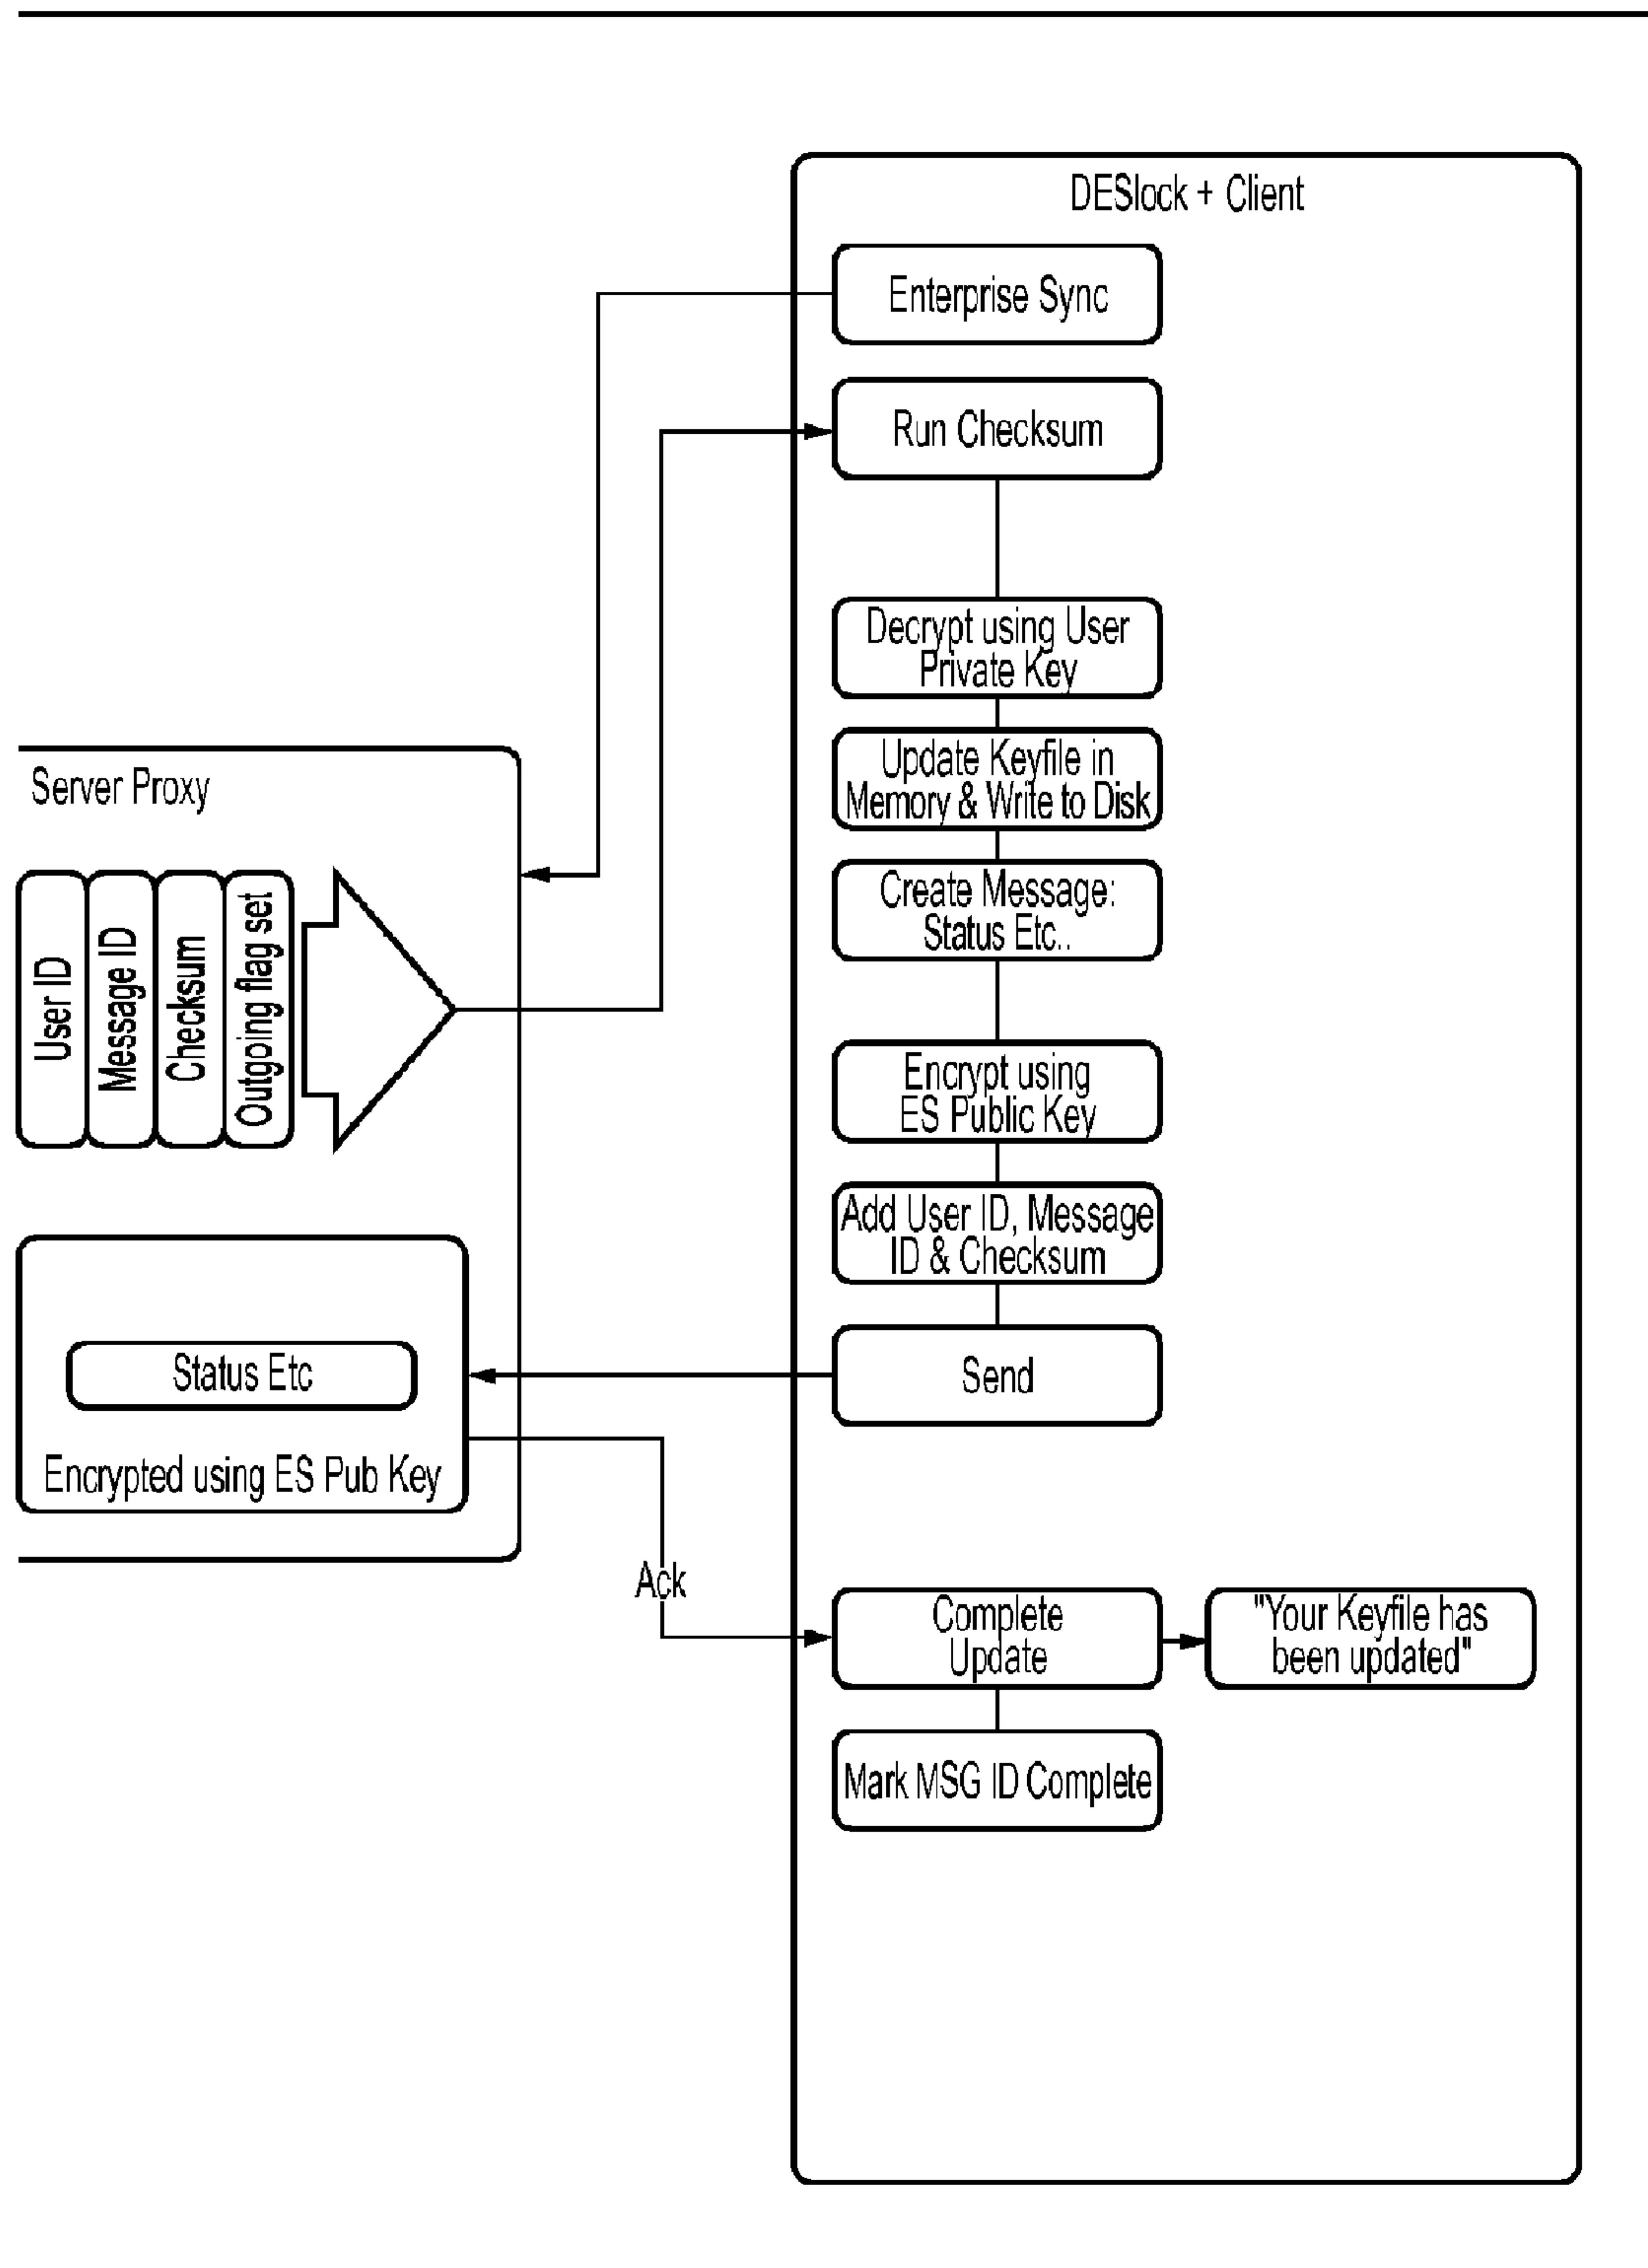 DESlock + Client
Enterprise Sync
Run Checksum
Decrypt using User
Private Key
Update Keyfile in
Memory & Write to Disk
Create Message:
Status Etc..
Encrypt using
ES Public Key
Add User ID, Message
ID & Checksum
Send
Complete
Update
"Your Keyfile has
been updated"
Mark MSG ID Complete
Server Proxy
User ID
Message ID
Checksum
Outgoing flag set
Status Etc
Encrypted using ES Pub Key
Ack